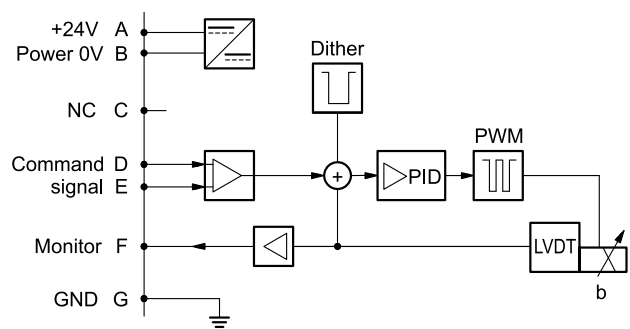 +24V A
Power 0V B
Dither
NC C
PWM
Command D
signal E
+
PID
Monitor F
LVDT
GND G
b